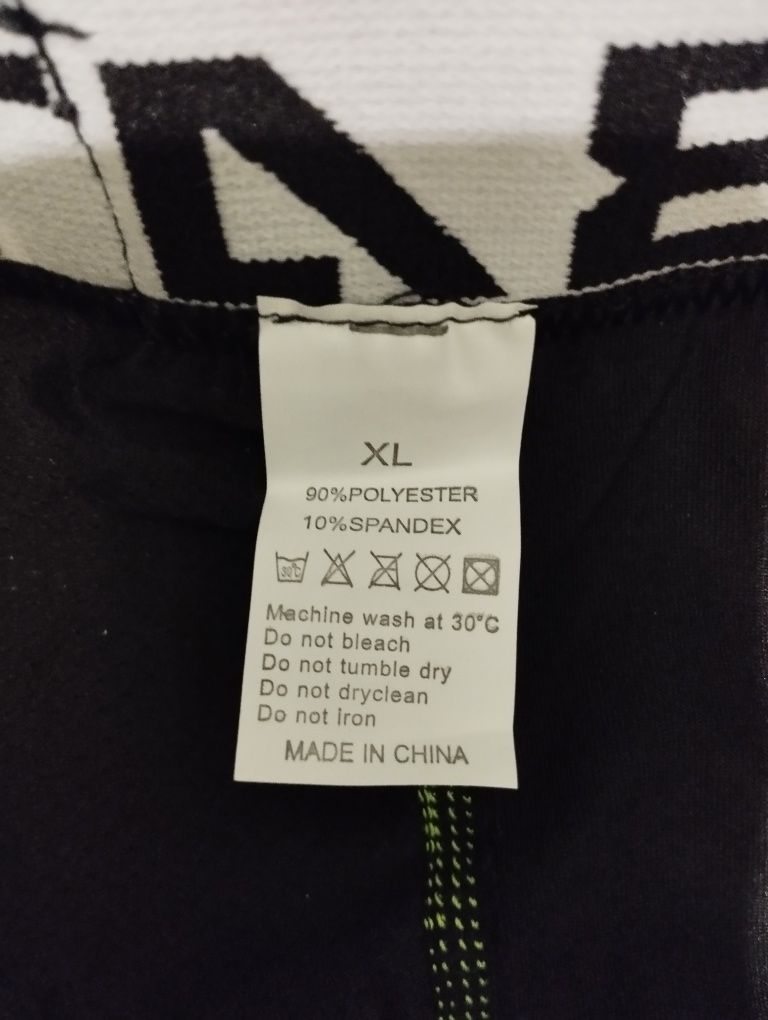 XL
90%POLYESTER
10%SPANDEX
30°C
Machine wash at 30°C
Do not bleach
Do not tumble dry
Do not dryclean
Do not iron
MADE IN CHINA